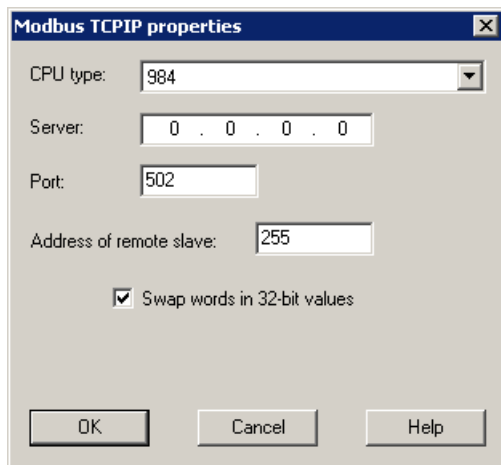 Modbus TCPIP properties
CPU type: 984
Server: 0 . 0 . 0 . 0
Port: 502
Address of remote slave: 255
Swap words in 32-bit values
OK Cancel Help